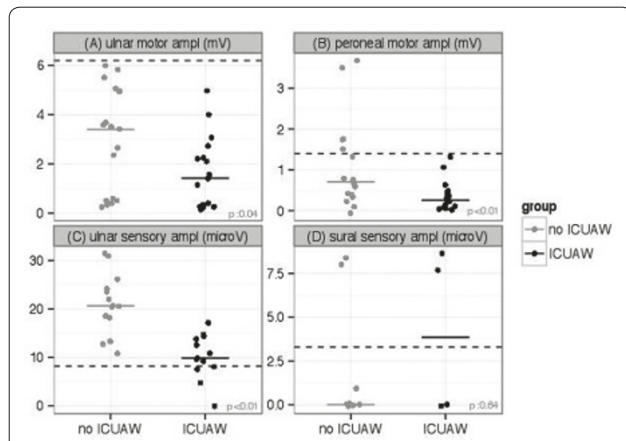 (A) ulnar motor ampl (mV)
6
4
2
0
p :0.04
(B) peroneal motor ampl (mV)
3
2
1
0
p <0.01
(C) ulnar sensory ampl (microV)
30
20
10
0
p <0.01
no ICUAW
ICUAW
(D) sural sensory ampl (microV)
7.5
5.0
2.5
0
p :0.64
no ICUAW
ICUAW
group
no ICUAW
ICUAW